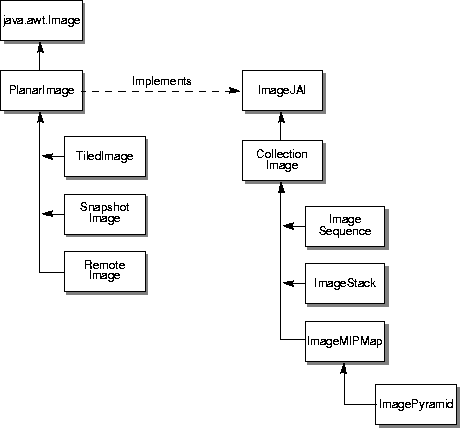 java.awt.Image
PlanarImage
Implements
ImageJAI
TiledImage
Collection
Image
Snapshot
Image
Image
Sequence
Remote
Image
ImageStack
ImageMIPMap
ImagePyramid